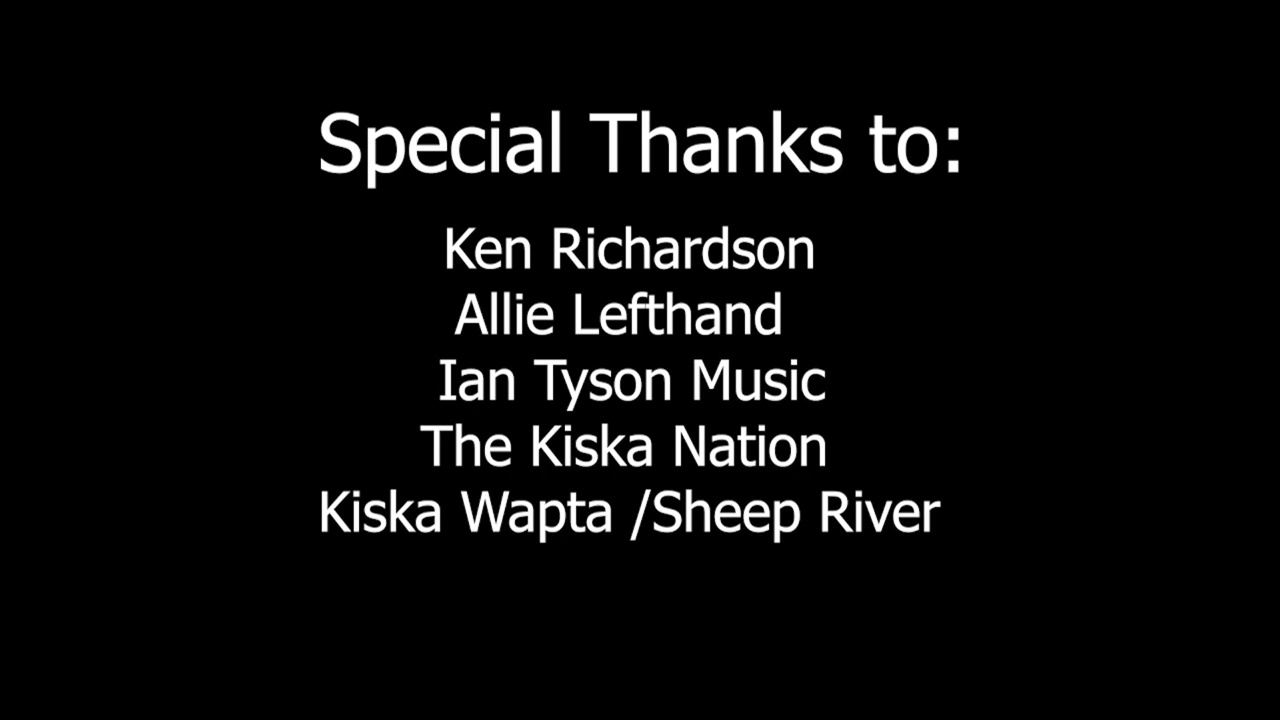 Special Thanks to:
Ken Richardson
Allie Lefthand
Ian Tyson Music
The Kiska Nation
Kiska Wapta /Sheep River